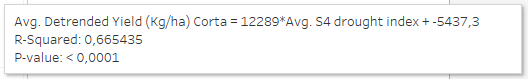 Avg. Detrended Yield (Kg/ha) Corta = 12289*Avg. S4 drought index + -5437,3
R-Squared: 0,665435
P-value: < 0,0001